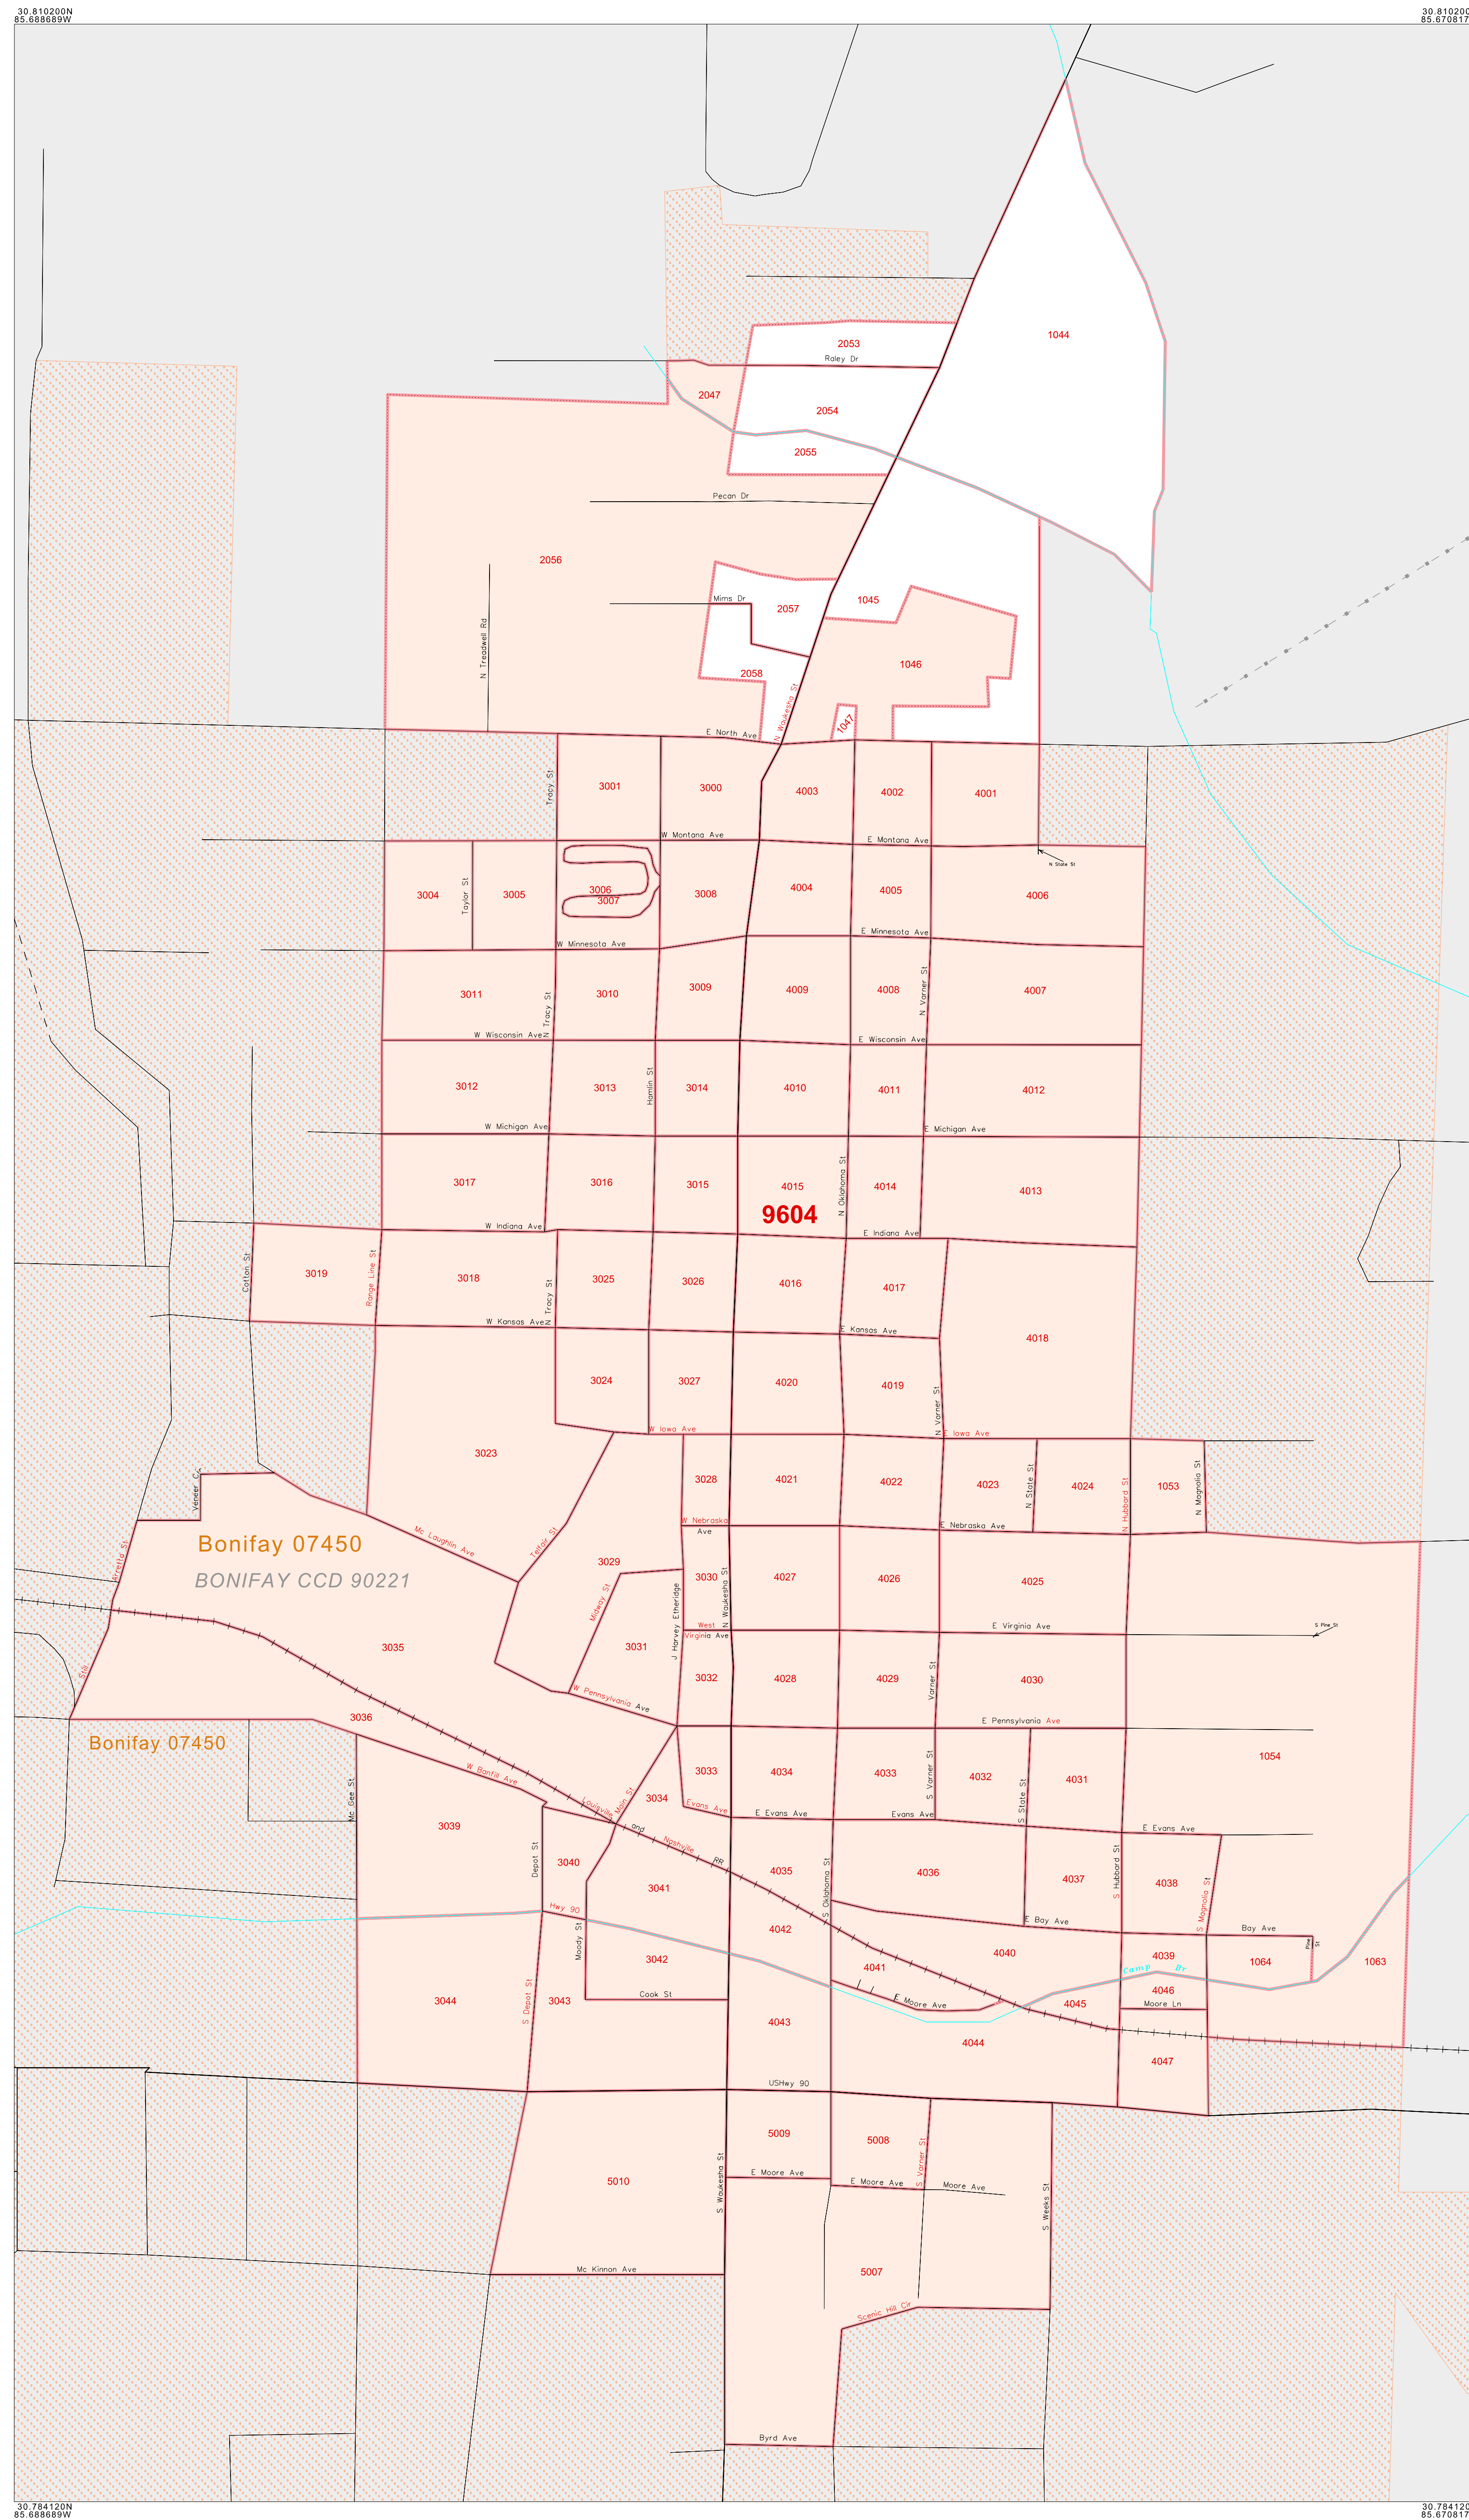 30.810200N
85.688689W
30.810200
85.670817
1044
2053
Raley Dr
2047
2054
2055
Pecan Dr
2056
Mims Dr
2057
1045
N Treadwell Rd
1046
2058
N Waukesha St
1047
E North Ave
Tracy St
3001
3000
4003
4002
4001
W Montana Ave
E Montana Ave
N State St
3004
Taylor St
3005
3006
3007
3008
4004
4005
4006
W Minnesota Ave
E Minnesota Ave
3011
N Tracy St
3010
3009
4009
4008
N Varner St
4007
W Wisconsin Ave
E Wisconsin Ave
3012
3013
Hamlin St
3014
4010
4011
4012
W Michigan Ave
E Michigan Ave
3017
3016
3015
4015
N Oklahoma St
4014
4013
9604
W Indiana Ave
E Indiana Ave
Cotton St
3019
Range Line St
3018
N Tracy St
3025
3026
4016
4017
W Kansas Ave
E Kansas Ave
4018
3024
3027
4020
4019
N Varner St
W Iowa Ave
E Iowa Ave
3023
Veneer
3028
4021
4022
4023
N State St
4024
N Hubbard St
1053
N Magnolia St
W Nebraska
Ave
E Nebraska Ave
Mc Laughlin Ave
Telfair St
Bonifay 07450
BONIFAY CCD 90221
Arretta St
3029
Midway St
3030
N Waukesha St
4027
4026
4025
J Harvey Etheridge
West
Virginia Ave
E Virginia Ave
S Pine St
3035
3031
3032
4028
4029
Varner St
4030
Still
W Pennsylvania Ave
E Pennsylvania Ave
3036
Bonifay 07450
1054
Mc Gee St
W Banfill Ave
3033
4034
4033
S Varner St
4032
S State St
4031
Louisville
Main St
3034
Evans Ave
E Evans Ave
Evans Ave
E Evans Ave
and
Nashville
RR
3039
Depot St
3040
3041
4035
S Oklahoma St
4036
4037
S Hubbard St
4038
S Magnolia St
Hwy 90
E Bay Ave
Bay Ave
Moody St
4042
4040
4039
Pine
St
1064
1063
3042
4041
Camp Br
4046
Cook St
E Moore Ave
4045
Moore Ln
3044
S Depot St
3043
4043
4044
4047
USHwy 90
5009
5008
S Varner St
E Moore Ave
E Moore Ave
Moore Ave
S Waukesha St
5010
S Weeks St
Mc Kinnon Ave
5007
Scenic Hill Cir
Byrd Ave
30.784120N
85.688689W
30.784120
85.670817